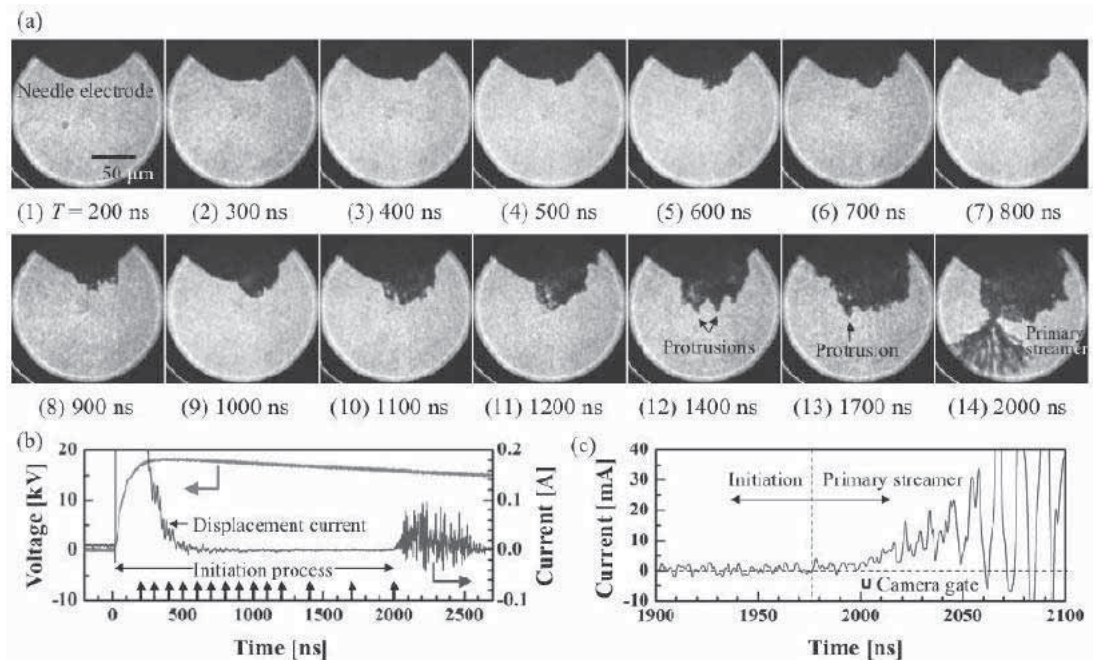 (a)
Needle electrode
50 μm
(1) T = 200 ns (2) 300 ns (3) 400 ns (4) 500 ns (5) 600 ns (6) 700 ns (7) 800 ns
Protrusions
Protrusion
Primary
streamer
(8) 900 ns (9) 1000 ns (10) 1100 ns (11) 1200 ns (12) 1400 ns (13) 1700 ns (14) 2000 ns
(b)
Voltage [kV]
20
10
0
-10
Displacement current
Initiation process
0.2
0.1
0.0
-0.1
Current [A]
0 500 1000 1500 2000 2500
Time [ns]
(c)
Current [mA]
40
30
20
10
0
-10
Initiation Primary streamer
Camera gate
1900 1950 2000 2050 2100
Time [ns]